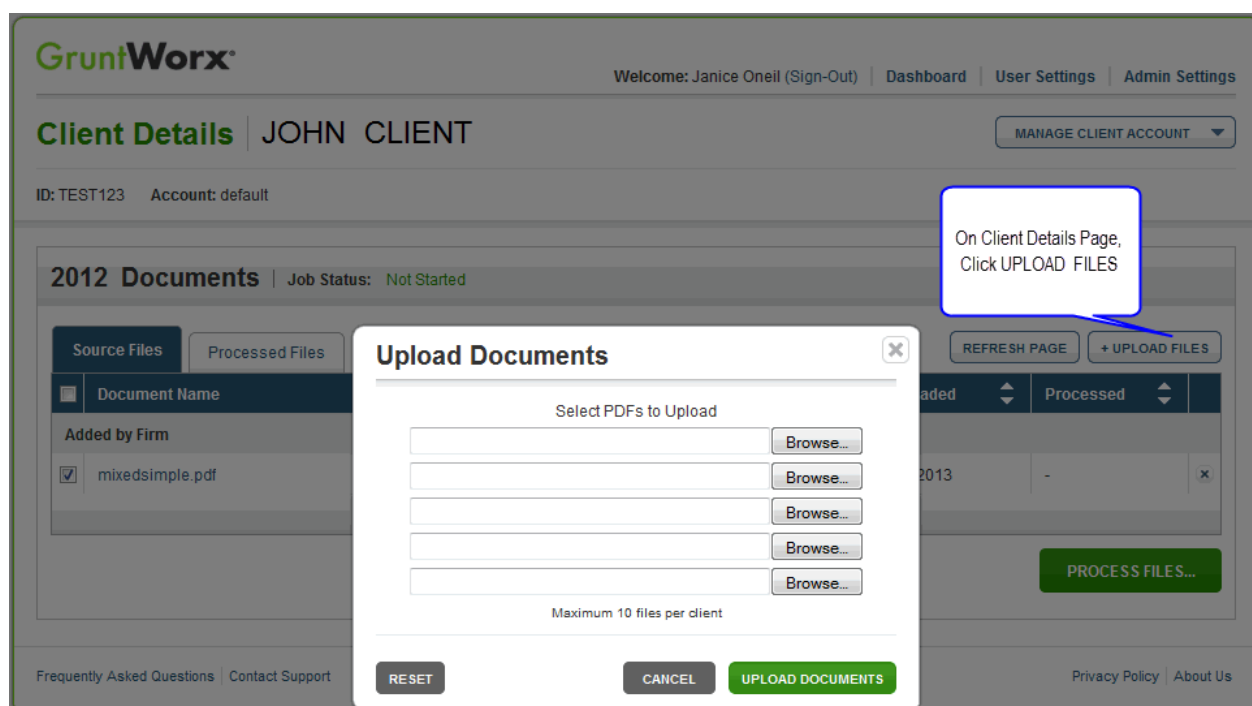 GruntWorx
Welcome: Janice Oneil (Sign-Out) | Dashboard | User Settings | Admin Settings
Client Details | JOHN CLIENT
MANAGE CLIENT ACCOUNT
ID: TEST123 Account: default
On Client Details Page,
Click UPLOAD FILES
2012 Documents | Job Status: Not Started
Source Files
Processed Files
REFRESH PAGE
+ UPLOAD FILES
Document Name
aded
Processed
Added by Firm
mixedsimple.pdf
2013
-
Upload Documents
Select PDFs to Upload
Browse...
Browse...
Browse...
Browse...
Browse...
Maximum 10 files per client
RESET
CANCEL
UPLOAD DOCUMENTS
PROCESS FILES...
Frequently Asked Questions | Contact Support
Privacy Policy | About Us